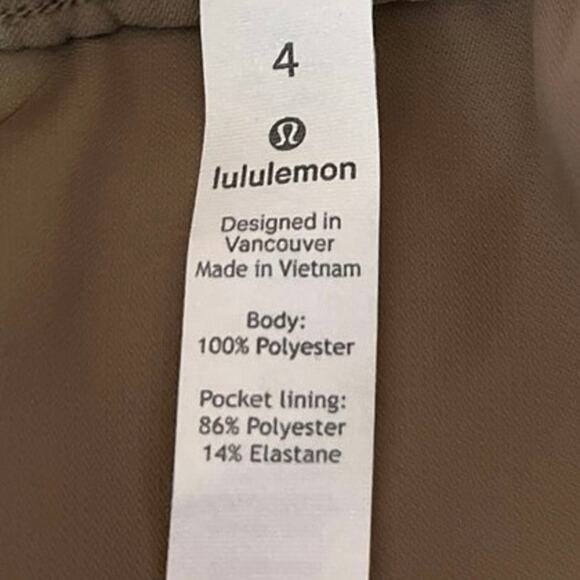 4
lululemon
Designed in
Vancouver
Made in Vietnam
Body:
100% Polyester
Pocket lining:
86% Polyester
14% Elastane